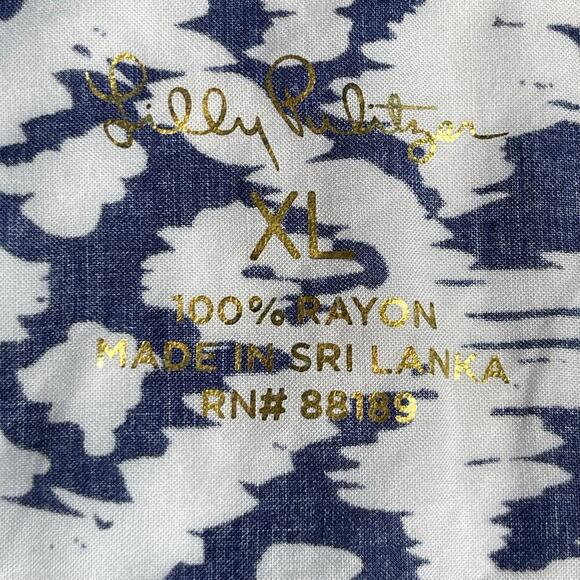 Lilly Pulitzer
XL
100% RAYON
MADE IN SRI LANKA
RN# 88189